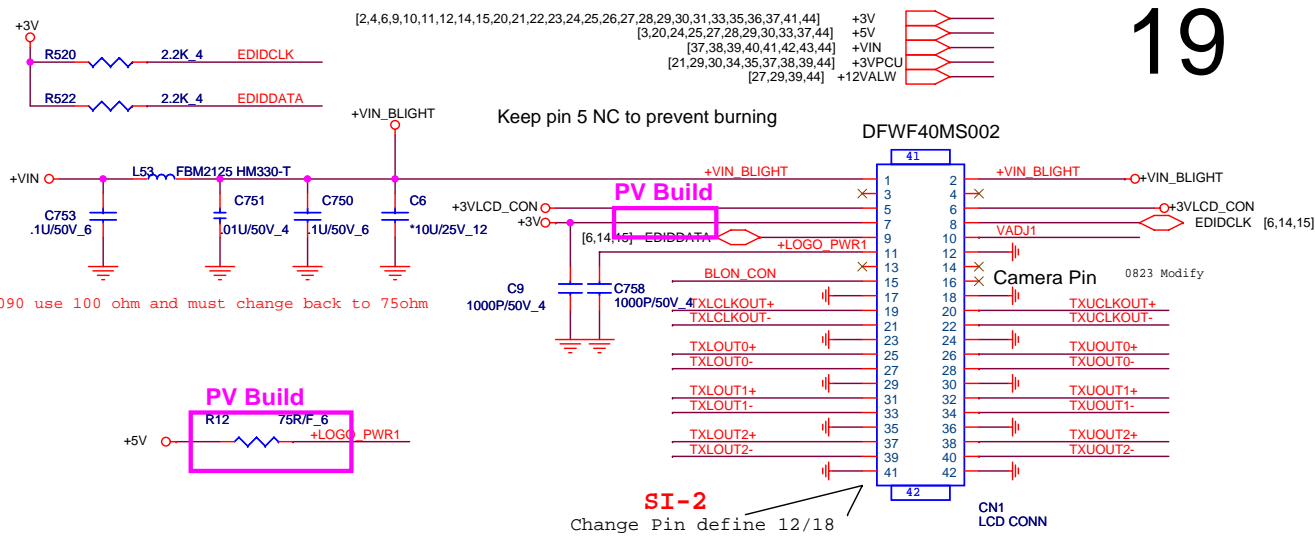 19
[2,4,6,9,10,11,12,14,15,20,21,22,23,24,25,26,27,28,29,30,31,33,35,36,37,41,44] +3V
[3,20,24,25,27,28,29,30,33,37,44] +5V
[37,38,39,40,41,42,43,44] +VIN
[21,29,30,34,35,37,38,39,44] +3VPCU
[27,29,39,44] +12VALW
+3V
R520 2.2K_4 EDIDCLK
R522 2.2K_4 EDIDDATA
+VIN_BLIGHT
Keep pin 5 NC to prevent burning
+VIN
L53 FBM2125 HM330-T
C753
.1U/50V_6
C751
.01U/50V_4
C750
.1U/50V_6
C6
*10U/25V_12
090 use 100 ohm and must change back to 75ohm
PV Build
R12 75R/F_6
+5V
+LOGO_PWR1
DFWF40MS002
41
+VIN_BLIGHT 1 2 +VIN_BLIGHT +VIN_BLIGHT
3 4
PV Build
+3VLCD_CON 5 6 +3VLCD_CON
+3V 7 8 EDIDCLK [6,14,15]
[6,14,15] EDIDDATA 9 10 VADJ1
+LOGO_PWR1 11 12
13 14
BLON_CON 15 16 Camera Pin 0823 Modify
17 18
C9
1000P/50V_4
C758
1000P/50V_4
TXLCLKOUT+ 19 20 TXUCLKOUT+
TXLCLKOUT- 21 22 TXUCLKOUT-
23 24
TXLOUT0+ 25 26 TXUOUT0+
TXLOUT0- 27 28 TXUOUT0-
29 30
TXLOUT1+ 31 32 TXUOUT1+
TXLOUT1- 33 34 TXUOUT1-
35 36
TXLOUT2+ 37 38 TXUOUT2+
TXLOUT2- 39 40 TXUOUT2-
41 42
42
SI-2
Change Pin define 12/18
CN1
LCD CONN